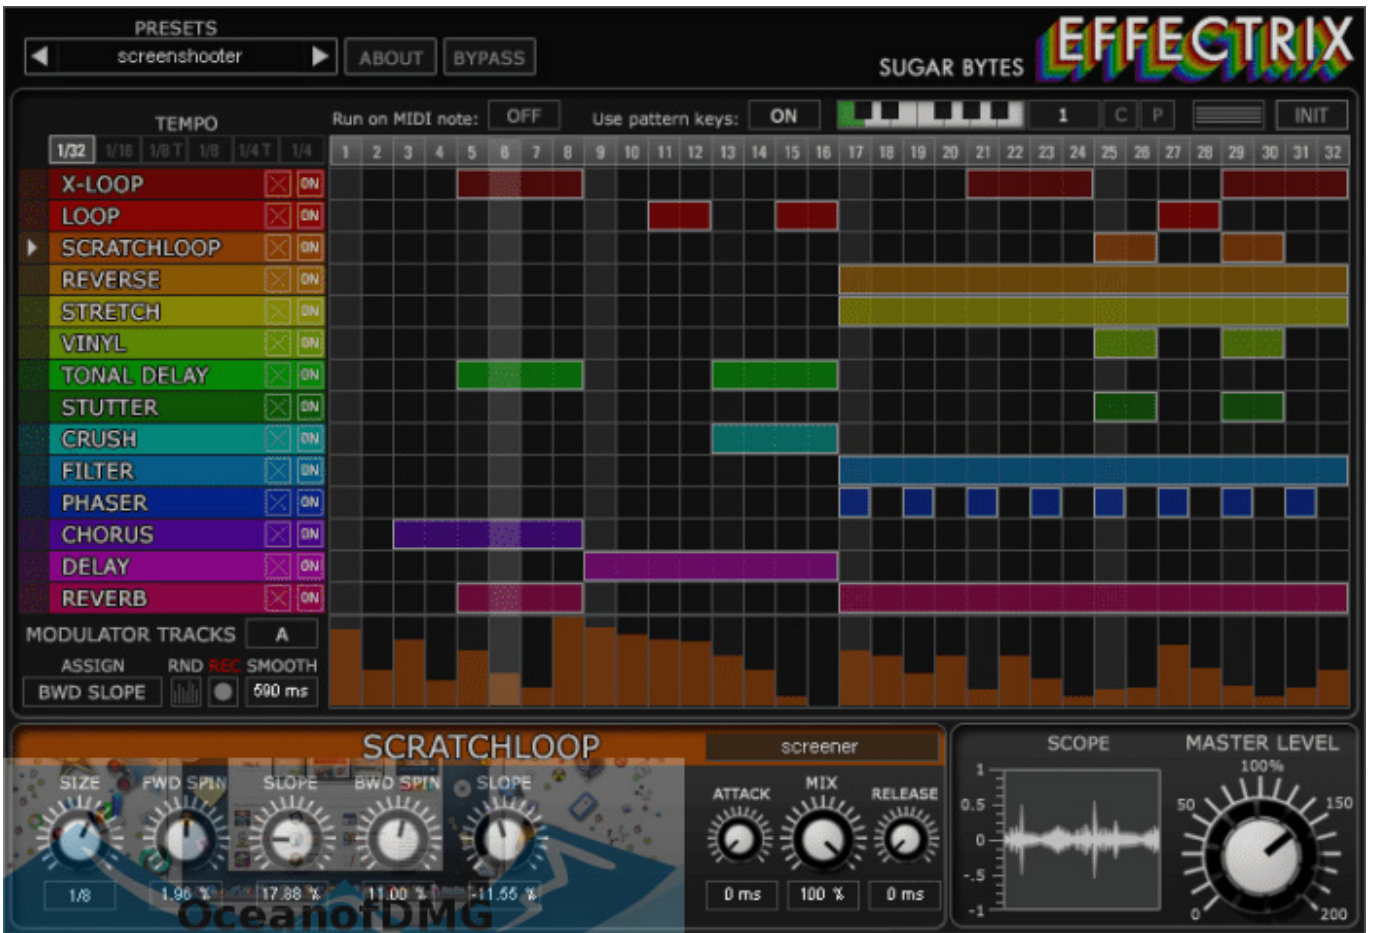 PRESETS
screenshooter
ABOUT
BYPASS
SUGAR BYTES
EFFECTRIX
TEMPO
Run on MIDI note:
OFF
Use pattern keys:
ON
1
C
P
INIT
1/32 1/16 1/8 T 1/8 1/4 T 1/4
1 2 3 4 5 6 7 8 9 10 11 12 13 14 15 16 17 18 19 20 21 22 23 24 25 26 27 28 29 30 31 32
X-LOOP ON
LOOP ON
SCRATCHLOOP ON
REVERSE ON
STRETCH ON
VINYL ON
TONAL DELAY ON
STUTTER ON
CRUSH ON
FILTER ON
PHASER ON
CHORUS ON
DELAY ON
REVERB ON
MODULATOR TRACKS A
ASSIGN RND REC SMOOTH
BWD SLOPE 590 ms
SCRATCHLOOP
screener
SIZE FWD SPIN SLOPE BWD SPIN SLOPE
ATTACK MIX RELEASE
1/8 1.96 % 17.88 % 11.00 % -11.55 %
0 ms 100 % 0 ms
OceanofDMG
SCOPE
1
0.5
0
-.5
-1
MASTER LEVEL
100%
50 150
0 200